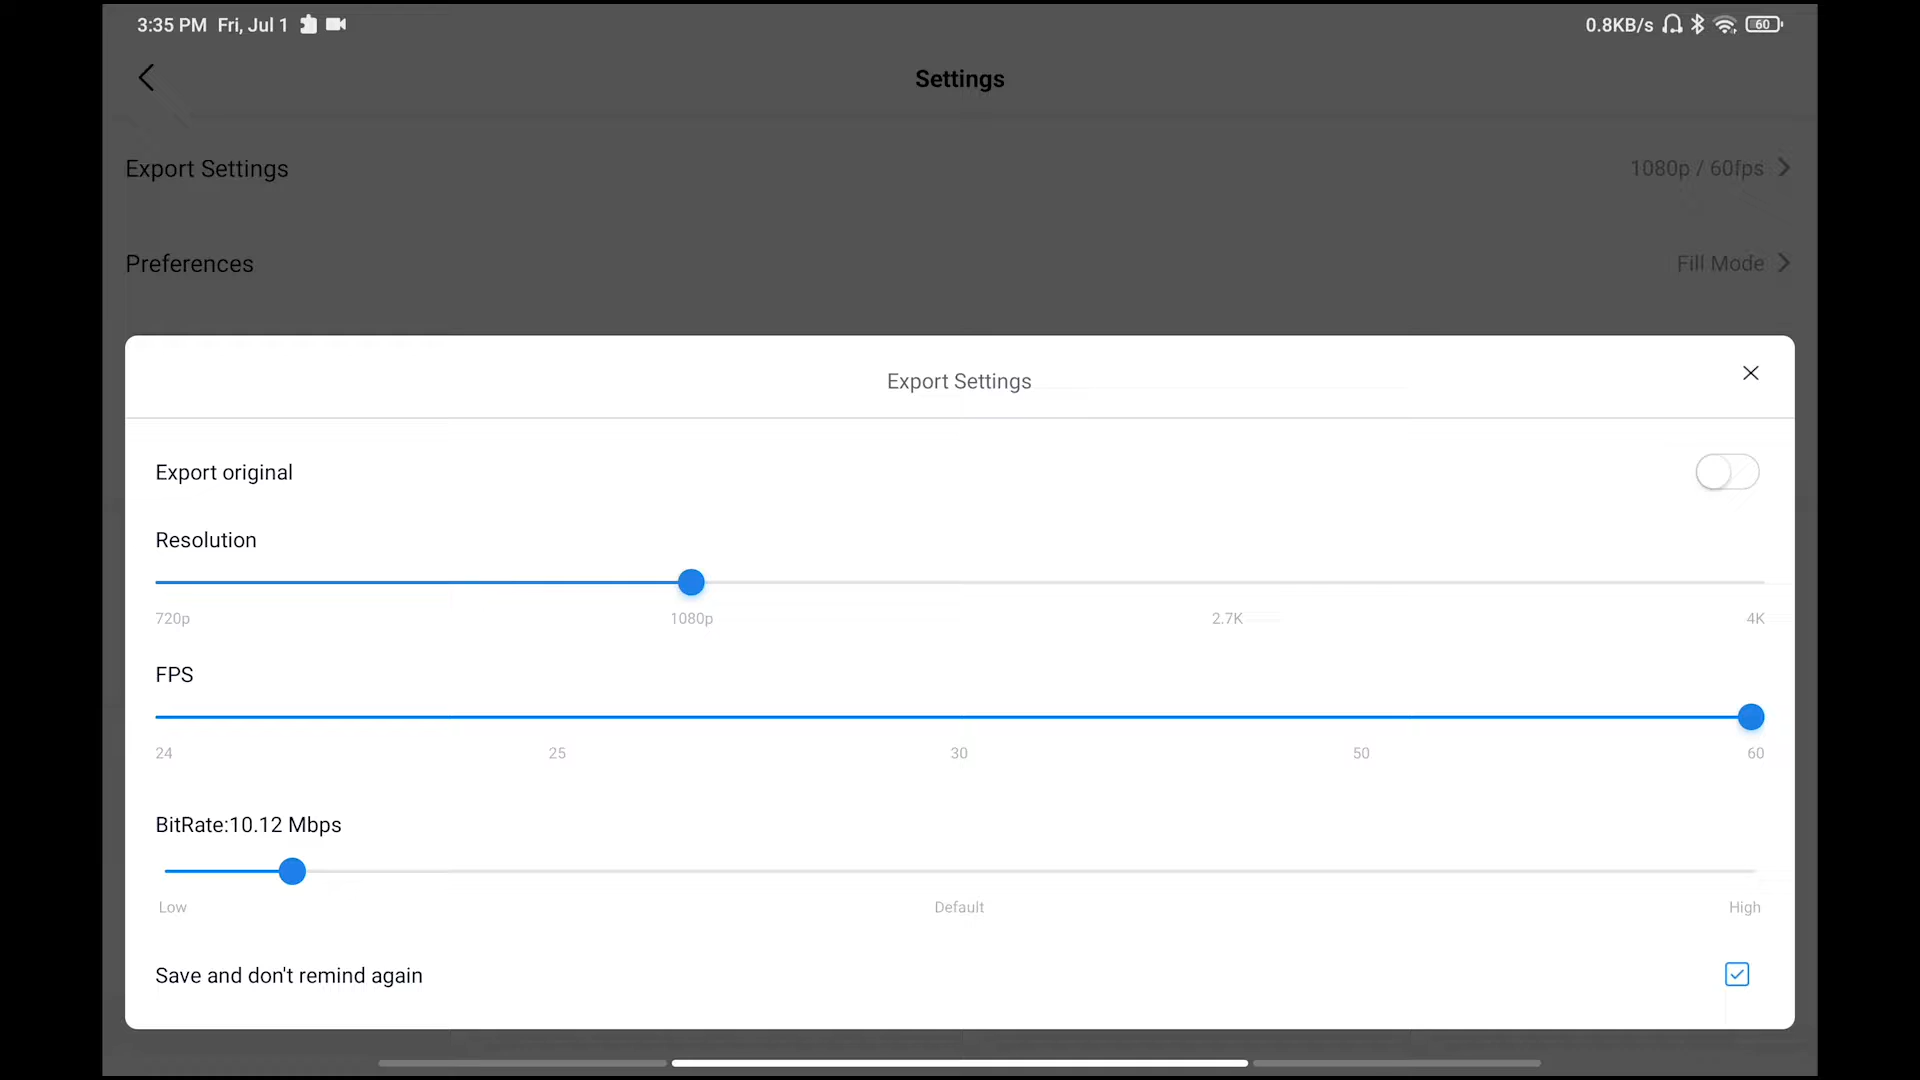 3:35 PM Fri, Jul 1
0.8KB/s 60
Settings
Export Settings 1080p / 60fps
Preferences Fill Mode
Export Settings
Export original
Resolution
720p 1080p 2.7K 4K
FPS
24 25 30 50 60
BitRate:10.12 Mbps
Low Default High
Save and don't remind again